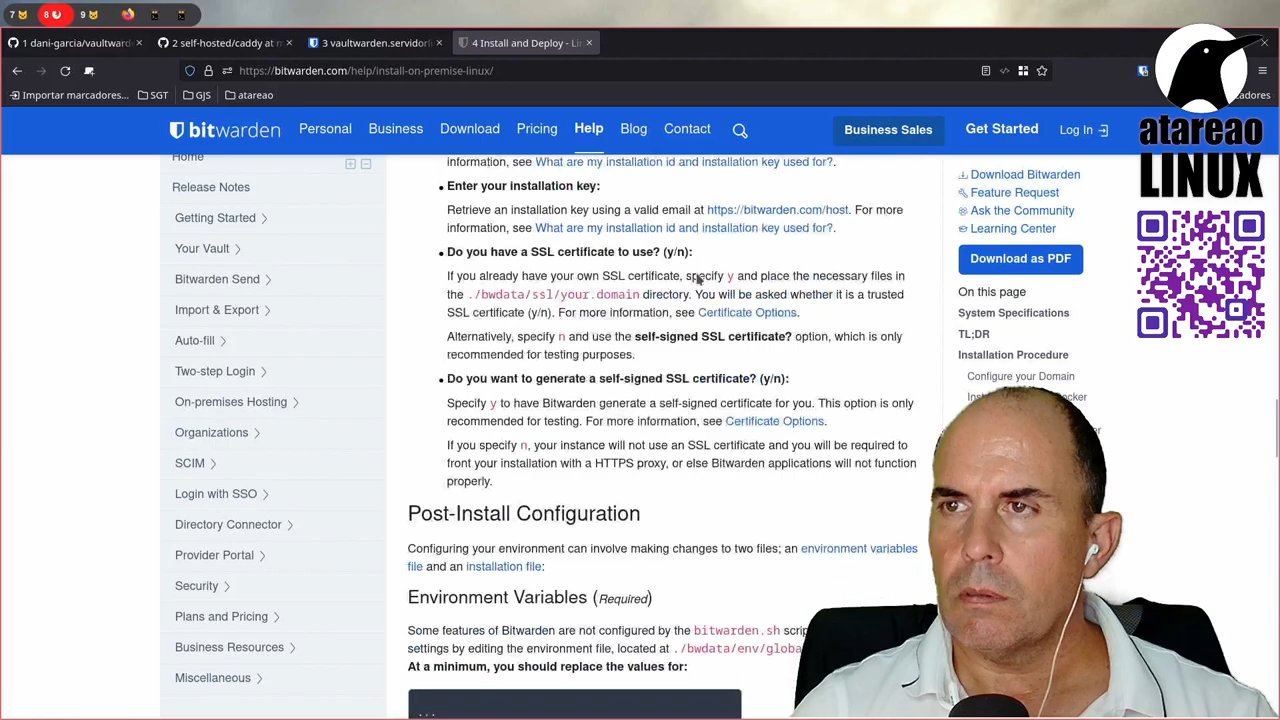 7
8
9
1 dani-garcia/vaultward
2 self-hosted/caddy at m
3 vaultwarden.servidor
4 Install and Deploy - Lin
https://bitwarden.com/help/install-on-premise-linux/
Importar marcadores...
SGT
GJS
atareao
cadores
bitwarden
Personal
Business
Download
Pricing
Help
Blog
Contact
Business Sales
Get Started
Log In
atareao
LINUX
Home
Release Notes
Getting Started
Your Vault
Bitwarden Send
Import & Export
Auto-fill
Two-step Login
On-premises Hosting
Organizations
SCIM
Login with SSO
Directory Connector
Provider Portal
Security
Plans and Pricing
Business Resources
Miscellaneous
information, see What are my installation id and installation key used for?.
Enter your installation key:
Retrieve an installation key using a valid email at https://bitwarden.com/host. For more
information, see What are my installation id and installation key used for?.
Do you have a SSL certificate to use? (y/n):
If you already have your own SSL certificate, specify y and place the necessary files in
the ./bwdata/ssl/your.domain directory. You will be asked whether it is a trusted
SSL certificate (y/n). For more information, see Certificate Options.
Alternatively, specify n and use the self-signed SSL certificate? option, which is only
recommended for testing purposes.
Do you want to generate a self-signed SSL certificate? (y/n):
Specify y to have Bitwarden generate a self-signed certificate for you. This option is only
recommended for testing. For more information, see Certificate Options.
If you specify n, your instance will not use an SSL certificate and you will be required to
front your installation with a HTTPS proxy, or else Bitwarden applications will not function
properly.
Post-Install Configuration
Configuring your environment can involve making changes to two files; an environment variables
file and an installation file:
Environment Variables (Required)
Some features of Bitwarden are not configured by the bitwarden.sh scrip
settings by editing the environment file, located at ./bwdata/env/globa
At a minimum, you should replace the values for:
...
Download Bitwarden
Feature Request
Ask the Community
Learning Center
Download as PDF
On this page
System Specifications
TL;DR
Installation Procedure
Configure your Domain